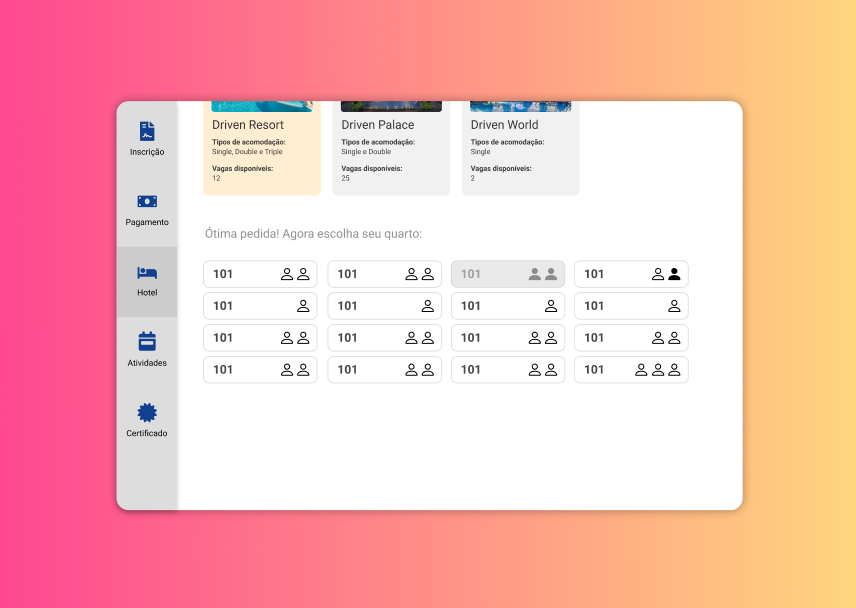 Inscrição
Pagamento
Hotel
Atividades
Certificado
Driven Resort
Tipos de acomodação:
Single, Double e Triple
Vagas disponíveis:
12
Driven Palace
Tipos de acomodação:
Single e Double
Vagas disponíveis:
25
Driven World
Tipos de acomodação:
Single
Vagas disponíveis:
2
Ótima pedida! Agora escolha seu quarto:
101 101 101 101
101 101 101 101
101 101 101 101
101 101 101 101